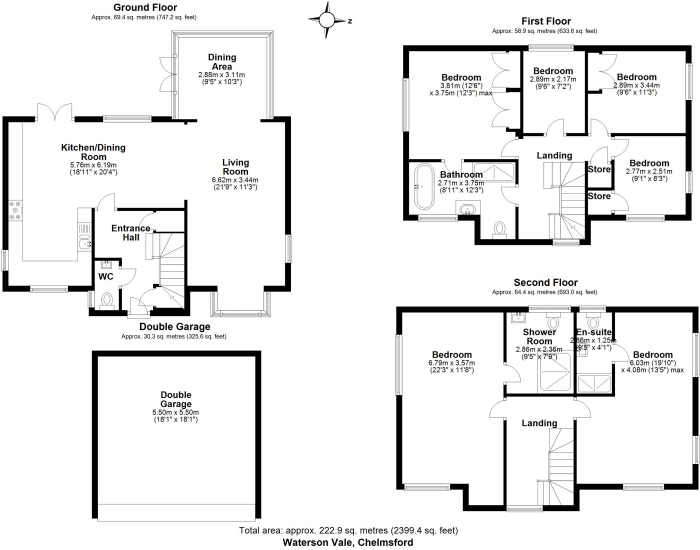 Ground Floor
Approx. 69.4 sq. metres (747.2 sq. feet)
Dining
Area
2.88m x 3.11m
(9'5" x 10'3")
Z
Kitchen/Dining
Room
5.76m x 6.19m
(18'11" x 20'4")
Living
Room
6.62m x 3.44m
(21'9" x 11'3")
Entrance
Hall
WC
Double Garage
Approx. 30.3 sq. metres (325.6 sq. feet)
Double
Garage
5.50m x 5.50m
(18'1" x 18'1")
First Floor
Approx. 58.9 sq. metres (633.6 sq. feet)
Bedroom
3.81m (12'6")
x 3.75m (12'3") max
Bedroom
2.89m x 2.17m
(9'6" x 7'2")
Bedroom
2.89m x 3.44m
(9'6" x 11'3")
Bathroom
2.71m x 3.75m
(8'11" x 12'3")
Landing
Store
Bedroom
2.77m x 2.51m
(9'1" x 8'3")
Store
Second Floor
Approx. 64.4 sq. metres (693.0 sq. feet)
Bedroom
6.79m x 3.57m
(22'3" x 11'8")
Shower
Room
2.86m x 2.36m
(9'5" x 7'9")
En-suite
2.86m x 1.25m
(9'5" x 4'1")
Bedroom
6.03m (19'10")
x 4.08m (13'5") max
Landing
Total area: approx. 222.9 sq. metres (2399.4 sq. feet)
Waterson Vale, Chelmsford